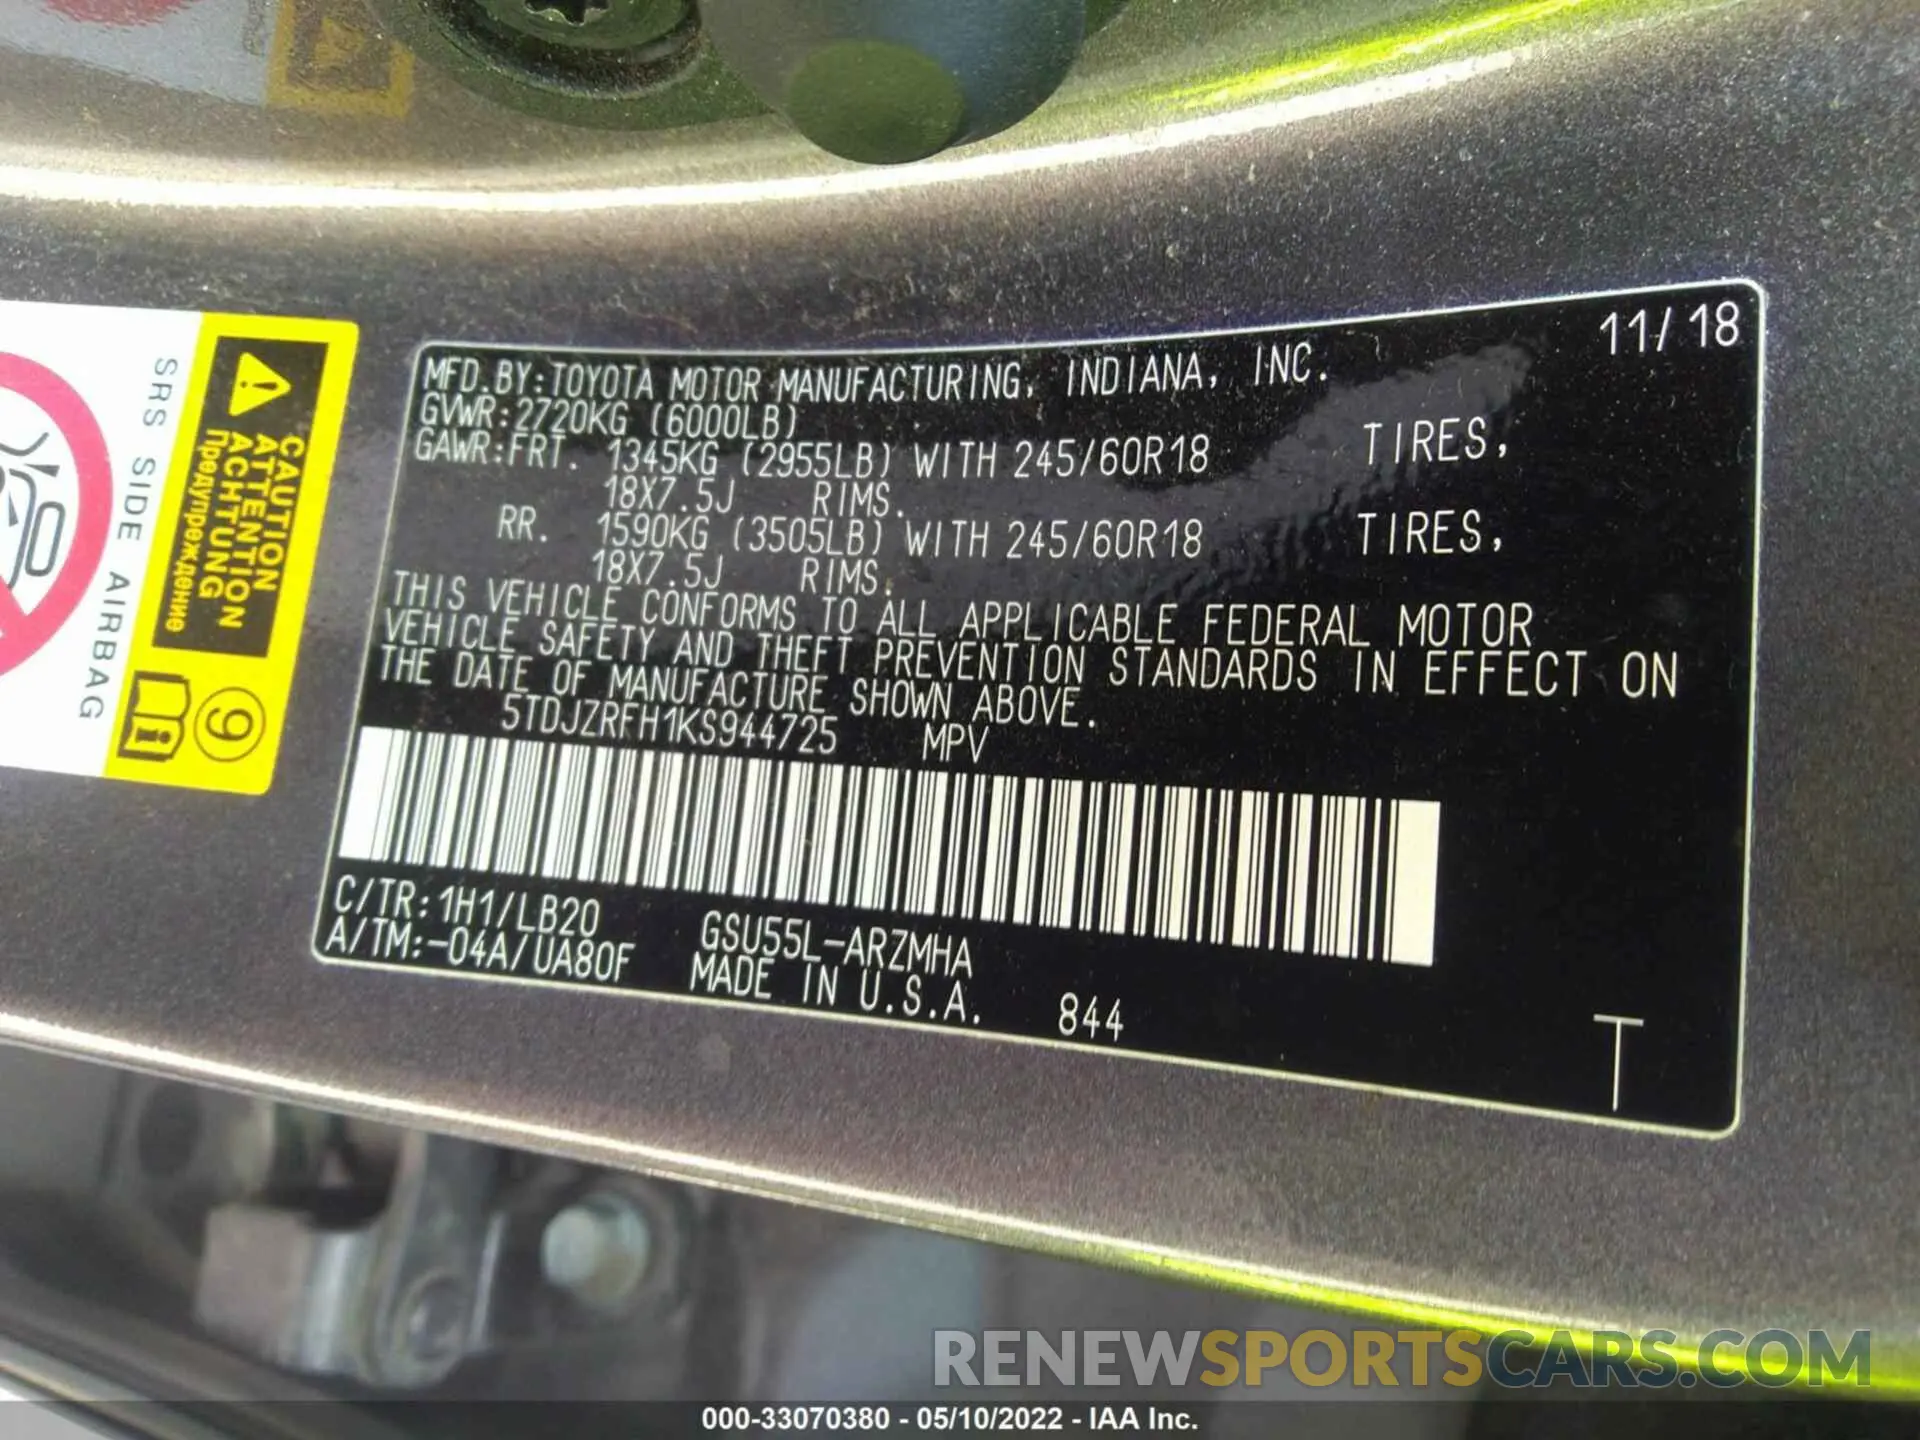 11/18
MFD.BY:TOYOTA MOTOR MANUFACTURING, INDIANA, INC.
GVWR:2720KG (6000LB)
GAWR:FRT. 1345KG (2955LB) WITH 245/60R18 TIRES,
18X7.5J RIMS.
RR. 1590KG (3505LB) WITH 245/60R18 TIRES,
18X7.5J RIMS.
THIS VEHICLE CONFORMS TO ALL APPLICABLE FEDERAL MOTOR
VEHICLE SAFETY AND THEFT PREVENTION STANDARDS IN EFFECT ON
THE DATE OF MANUFACTURE SHOWN ABOVE.
5TDJZRFH1KS944725 MPV
C/TR:1H1/LB20 GSU55L-ARZMHA
A/TM:-04A/UA80F MADE IN U.S.A. 844
T
SRS SIDE AIRBAG
CAUTION
ATTENTION
ACHTUNG
Предупреждение
9
RENEWSPORTSCARS.COM
000-33070380 - 05/10/2022 - IAA Inc.